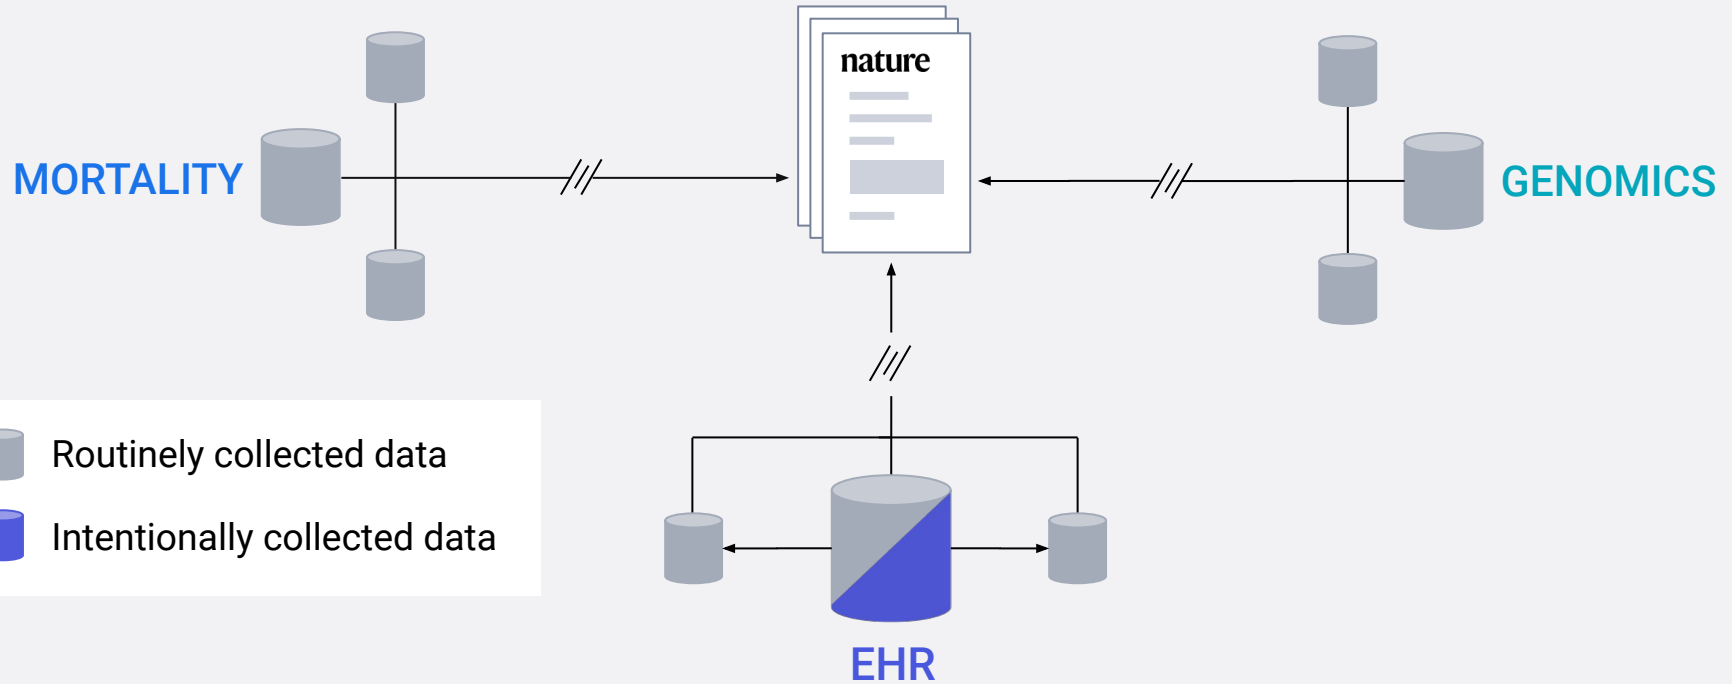 nature
MORTALITY
GENOMICS
Routinely collected data
Intentionally collected data
EHR